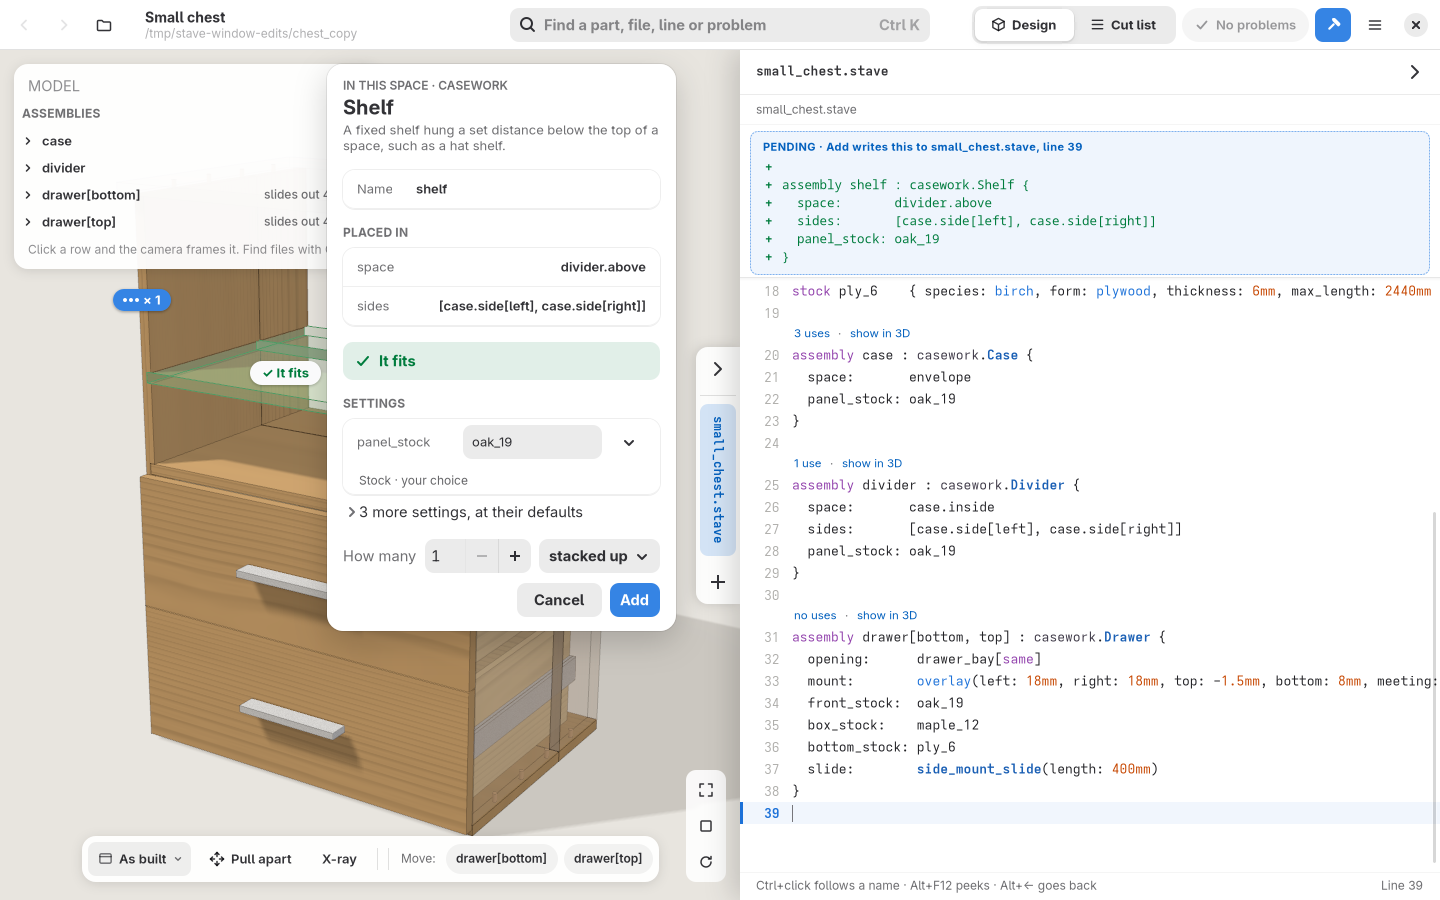 Small chest
/tmp/stave-window-edits/chest_copy
Find a part, file, line or problem
Ctrl K
Design
Cut list
No problems
MODEL
ASSEMBLIES
case
divider
drawer[bottom]
slides out 4
drawer[top]
slides out 4
Click a row and the camera frames it. Find files with
••• × 1
It fits
IN THIS SPACE · CASEWORK
Shelf
A fixed shelf hung a set distance below the top of a
space, such as a hat shelf.
Name shelf
PLACED IN
space divider.above
sides [case.side[left], case.side[right]]
It fits
SETTINGS
panel_stock oak_19
Stock · your choice
3 more settings, at their defaults
How many 1 − + stacked up
Cancel Add
small_chest.stave
+
As built
Pull apart
X-ray
Move:
drawer[bottom]
drawer[top]
small_chest.stave
small_chest.stave
PENDING · Add writes this to small_chest.stave, line 39
+
+ assembly shelf : casework.Shelf {
+   space:       divider.above
+   sides:       [case.side[left], case.side[right]]
+   panel_stock: oak_19
+ }
18 stock ply_6    { species: birch, form: plywood, thickness: 6mm, max_length: 2440mm
19
3 uses · show in 3D
20 assembly case : casework.Case {
21   space:       envelope
22   panel_stock: oak_19
23 }
24
1 use · show in 3D
25 assembly divider : casework.Divider {
26   space:       case.inside
27   sides:       [case.side[left], case.side[right]]
28   panel_stock: oak_19
29 }
30
no uses · show in 3D
31 assembly drawer[bottom, top] : casework.Drawer {
32   opening:      drawer_bay[same]
33   mount:        overlay(left: 18mm, right: 18mm, top: -1.5mm, bottom: 8mm, meeting:
34   front_stock:  oak_19
35   box_stock:    maple_12
36   bottom_stock: ply_6
37   slide:        side_mount_slide(length: 400mm)
38 }
39
Ctrl+click follows a name · Alt+F12 peeks · Alt+← goes back
Line 39